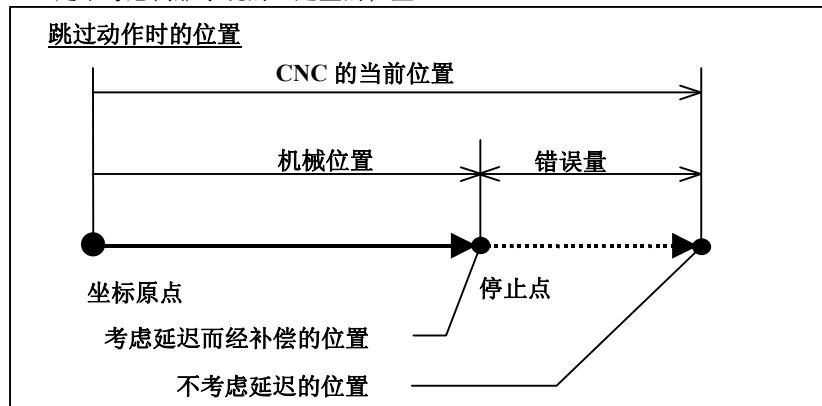 跳过动作时的位置
CNC 的当前位置
机械位置
错误量
坐标原点
停止点
考虑延迟而经补偿的位置
不考虑延迟的位置